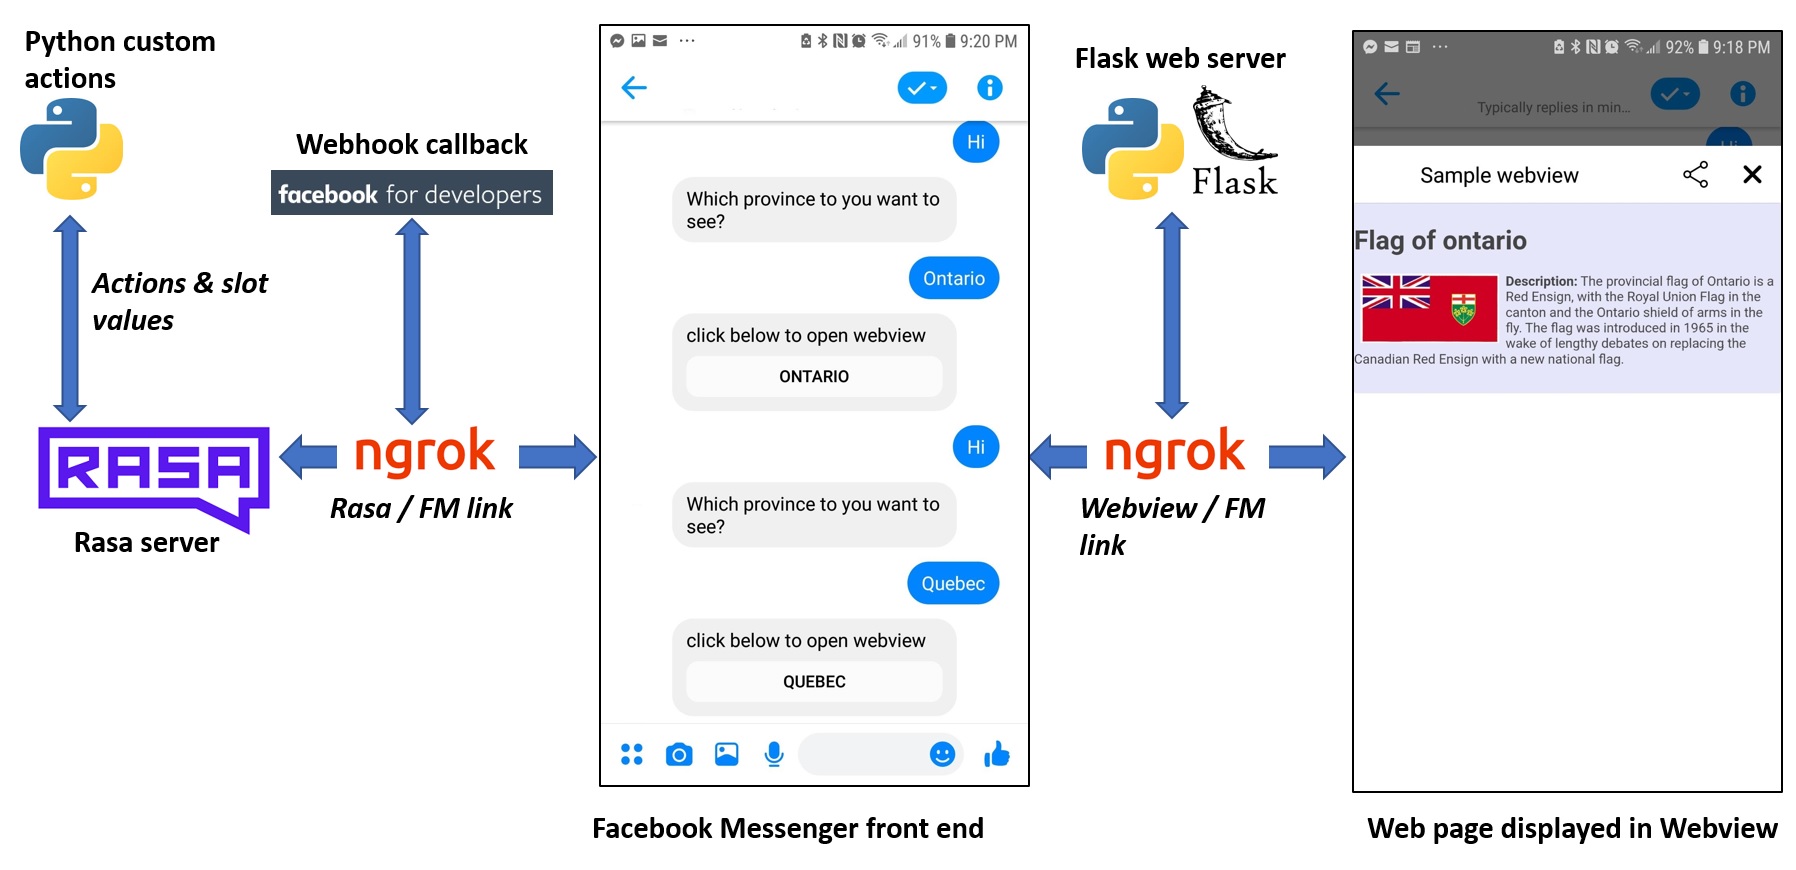 Python custom
actions
Webhook callback
facebook for developers
Actions & slot
values
RASA
Rasa server
ngrok
Rasa / FM link
91% 9:20 PM
Hi
Which province to you want to
see?
Ontario
click below to open webview
ONTARIO
Hi
Which province to you want to
see?
Quebec
click below to open webview
QUEBEC
Facebook Messenger front end
Flask web server
Flask
ngrok
Webview / FM
link
92% 9:18 PM
Typically replies in min...
Hi
Sample webview
Flag of ontario
Description: The provincial flag of Ontario is a
Red Ensign, with the Royal Union Flag in the
canton and the Ontario shield of arms in the
fly. The flag was introduced in 1965 in the
wake of lengthy debates on replacing the
Canadian Red Ensign with a new national flag.
Web page displayed in Webview